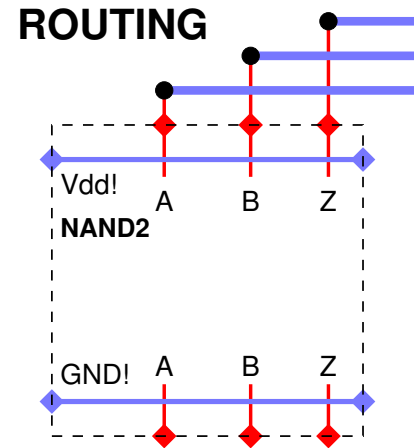 ROUTING
Vdd!
A B Z
NAND2
GND!
A B Z